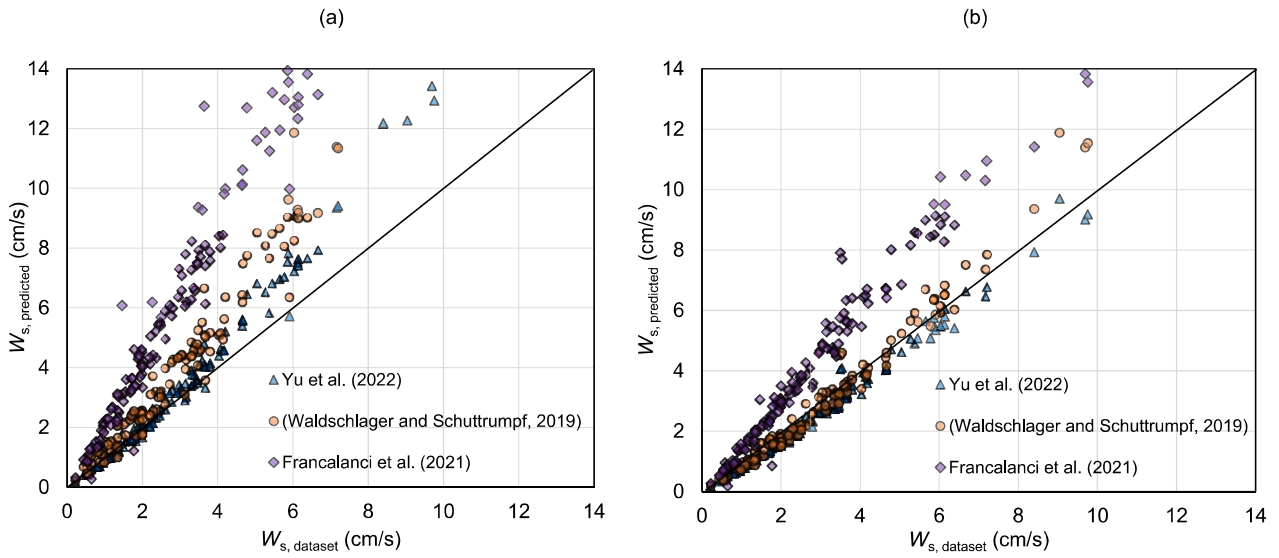 (a)
14
12
10
8
6
4
2
0
0 2 4 6 8 10 12 14
Ws, predicted (cm/s)
Ws, dataset (cm/s)
Yu et al. (2022)
(Waldschlager and Schuttrumpf, 2019)
Francalanci et al. (2021)
(b)
14
12
10
8
6
4
2
0
0 2 4 6 8 10 12 14
Ws, predicted (cm/s)
Ws, dataset (cm/s)
Yu et al. (2022)
(Waldschlager and Schuttrumpf, 2019)
Francalanci et al. (2021)